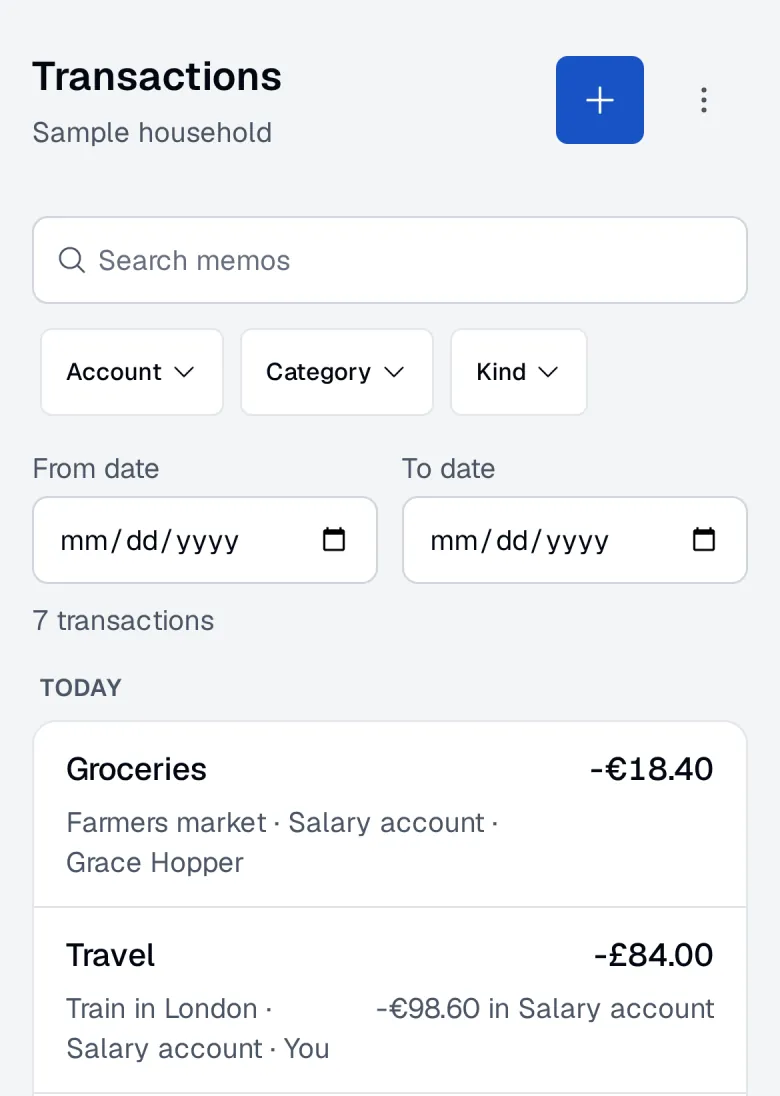 Transactions
Sample household
Search memos
Account Category Kind
From date To date
mm/dd/yyyy mm/dd/yyyy
7 transactions
TODAY
Groceries -€18.40
Farmers market · Salary account ·
Grace Hopper
Travel -£84.00
Train in London · -€98.60 in Salary account
Salary account · You